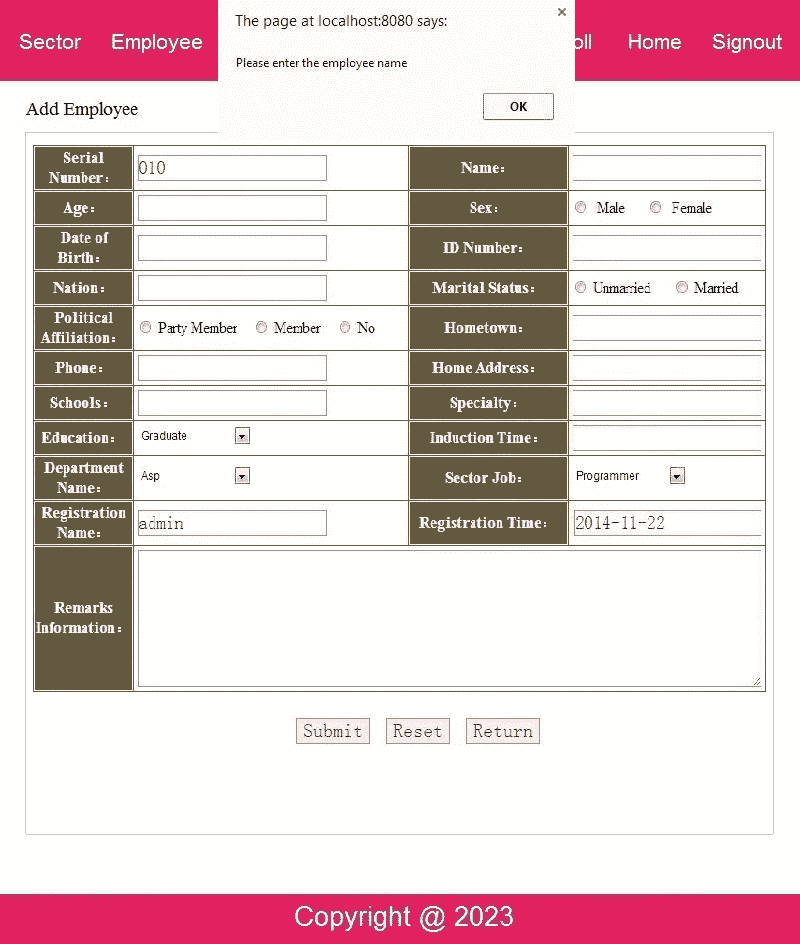 The page at localhost:8080 says:
Sector Employee oll Home Signout
Please enter the employee name
OK
Add Employee
Serial Number： 010 Name：
Age： Sex： Male Female
Date of Birth： ID Number：
Nation： Marital Status： Unmarried Married
Political Affiliation： Party Member Member No Hometown：
Phone： Home Address：
Schools： Specialty：
Education： Graduate Induction Time：
Department Name： Asp Sector Job： Programmer
Registration Name： admin Registration Time： 2014-11-22
Remarks
Information：
Submit Reset Return
Copyright @ 2023